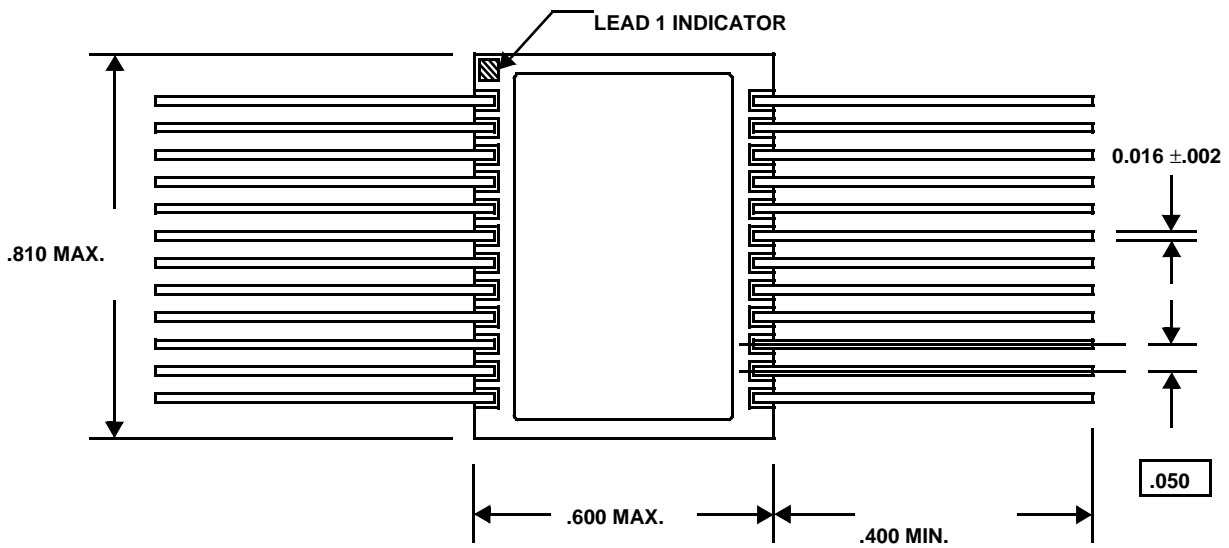 LEAD 1 INDICATOR
0.016 ±.002
.810 MAX.
.050
.600 MAX.
.400 MIN.